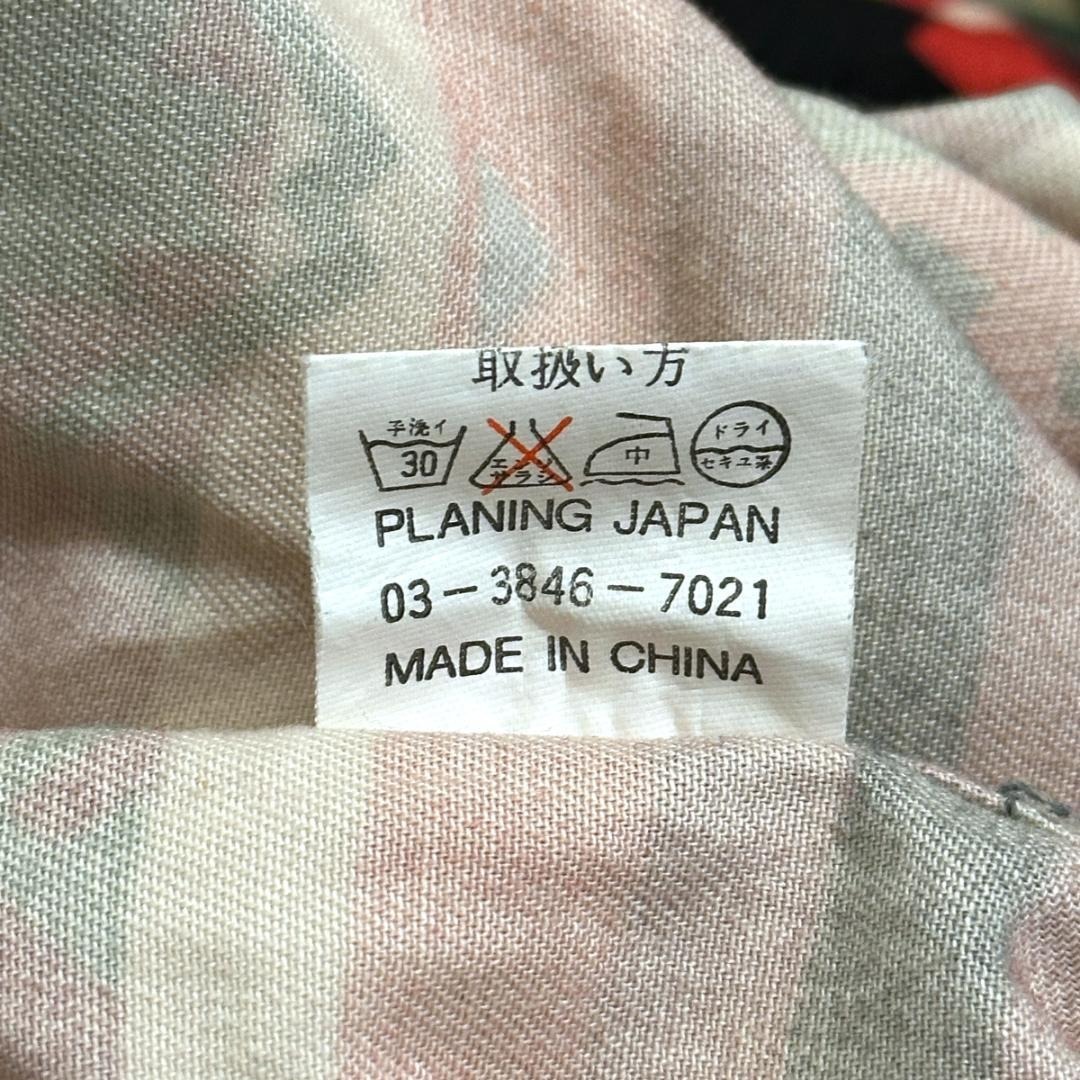 取扱い方
手洗イ
30
エンソ
サラシ
中
ドライ
セキユ系
PLANING JAPAN
03-3846-7021
MADE IN CHINA